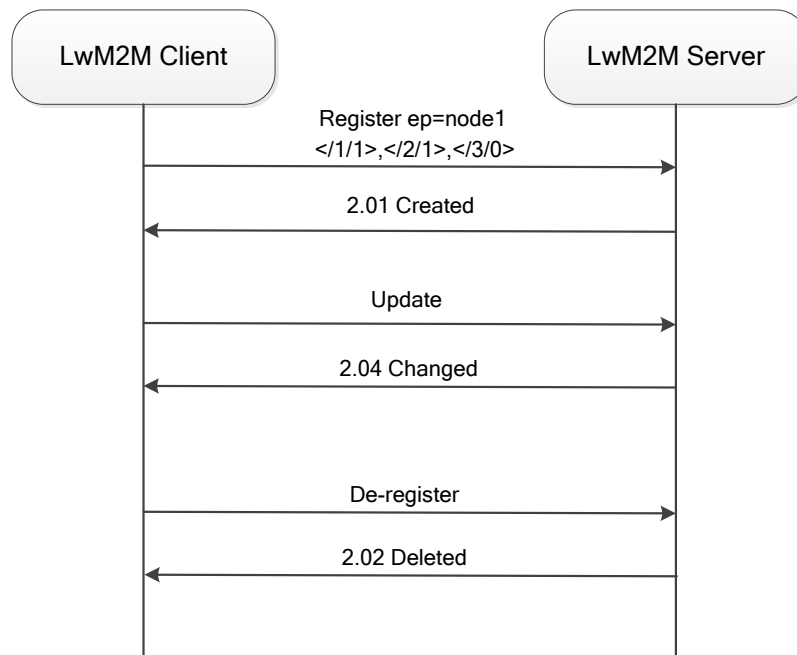 LwM2M Client
LwM2M Server
Register ep=node1
</1/1>,</2/1>,</3/0>
2.01 Created
Update
2.04 Changed
De-register
2.02 Deleted